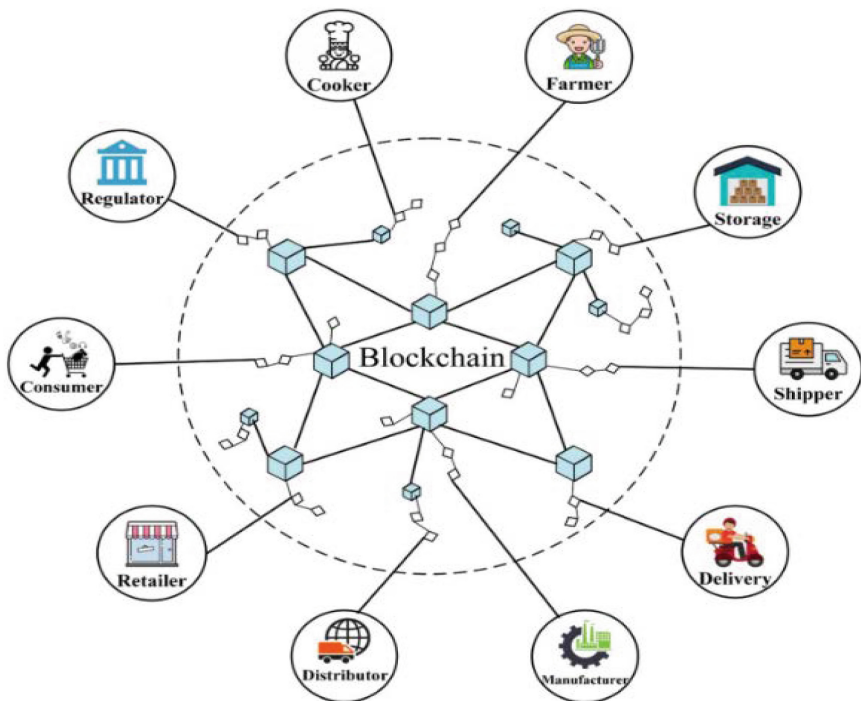 Cooker
Farmer
Regulator
Storage
Consumer
Blockchain
Shipper
Retailer
Delivery
Distributor
Manufacturer